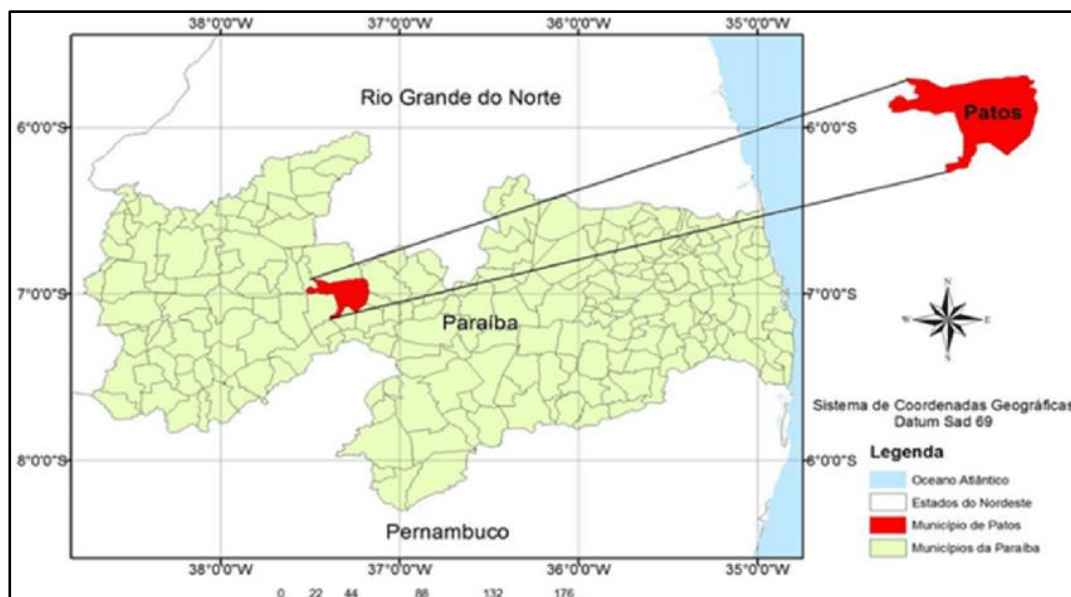 38°0'0"W 37°0'0"W 36°0'0"W 35°0'0"W
Rio Grande do Norte
Patos
6°0'0"S 6°0'0"S
7°0'0"S 7°0'0"S
Paraíba
N
W E
S
Sistema de Coordenadas Geográficas
Datum Sad 69
Legenda
Oceano Atlântico
Estados do Nordeste
Município de Patos
Municípios da Paraíba
8°0'0"S 6°0'0"S
Pernambuco
38°0'0"W 37°0'0"W 36°0'0"W 35°0'0"W
0 22 44 88 132 176